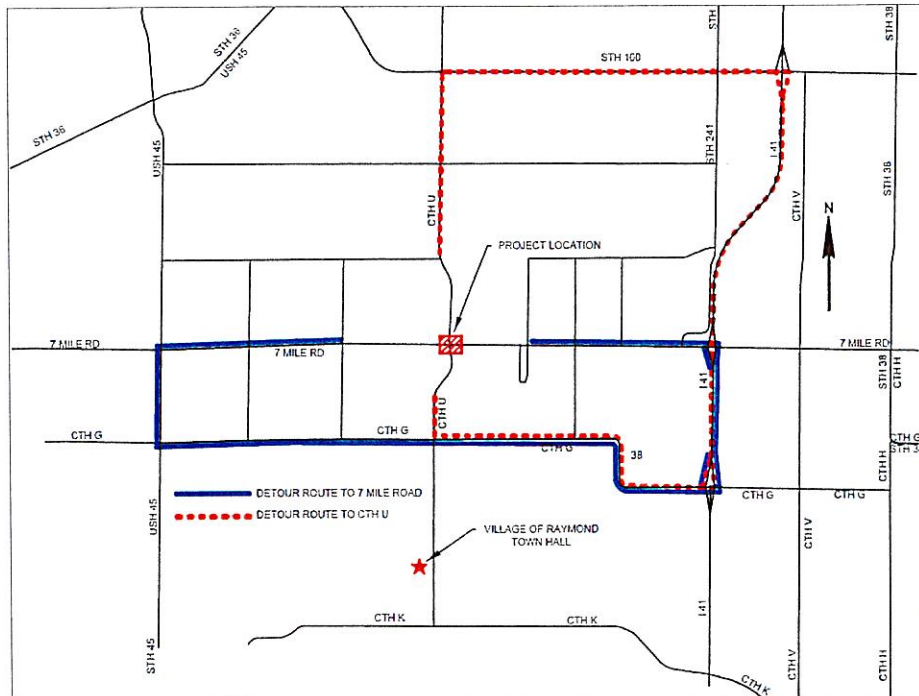 STH 36
USH 45
STH 36
STH
STH 38
STH 100
USH 45
STH 241
I 41
CTH V
STH 38
CTH U
N
PROJECT LOCATION
7 MILE RD
7 MILE RD
7 MILE RD
I 41
STH 38
CTH H
CTH U
CTH G
CTH G
CTH G
38
CTH G
STH 3
CTH H
CTH G
CTH G
DETOUR ROUTE TO 7 MILE ROAD
DETOUR ROUTE TO CTH U
USH 45
CTH V
VILLAGE OF RAYMOND
TOWN HALL
I 41
CTH K
CTH K
STH 45
CTH V
CTH H
CTH K